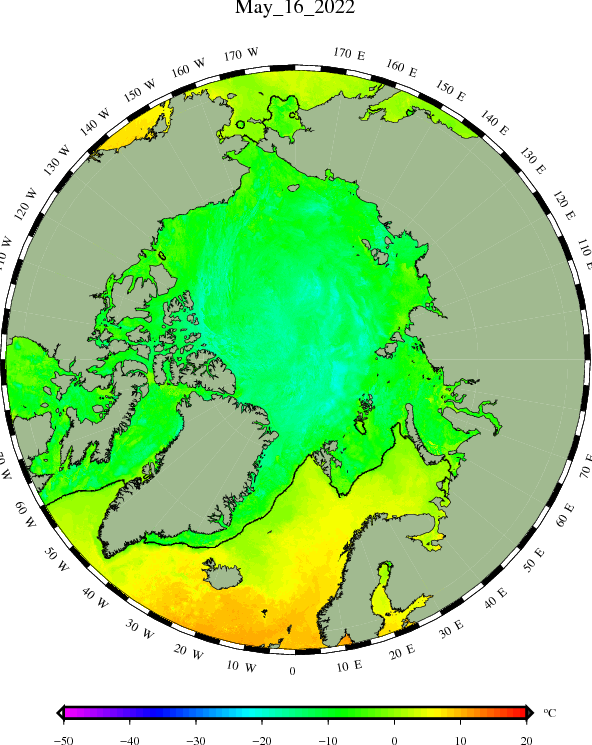 May_16_2022
170 W
170 E
160 W
160 E
150 W
150 E
140 W
140 E
130 W
130 E
120 W
120 E
110 E
60 W
70 E
50 W
60 E
40 W
50 E
30 W
40 E
20 W
30 E
10 W
20 E
0
10 E
°C
−50 −40 −30 −20 −10 0 10 20